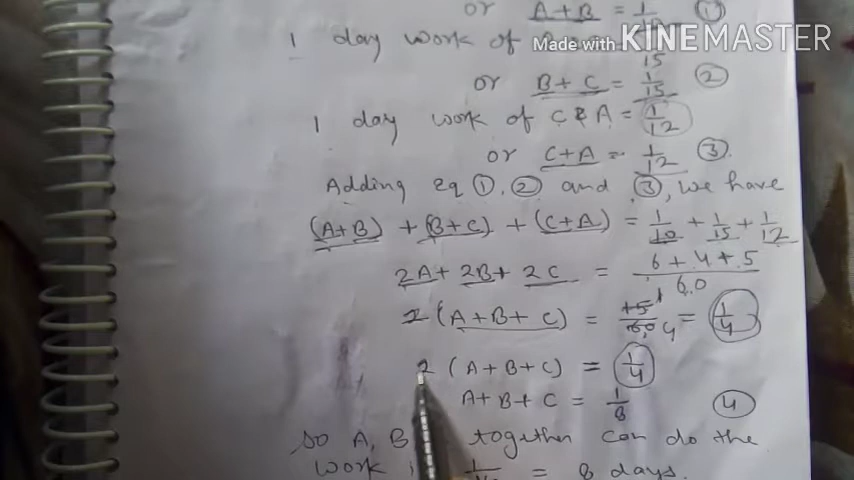 or A+B = 1/10 ①
1 day work of
Made with KINEMASTER
15
or B+C = 1/15 ②
1 day work of C & A = 1/12
or C+A = 1/12 ③.
Adding eq ①, ② and ③, we have
(A+B) + (B+C) + (C+A) = 1/10 + 1/15 + 1/12
2A + 2B + 2C = 6+4+5/60
2 (A+B+C) = 15 1/60 4 = 1/4
2 (A+B+C) = 1/4
A+B+C = 1/8 ④
So A, B together can do the
work = 8 days.